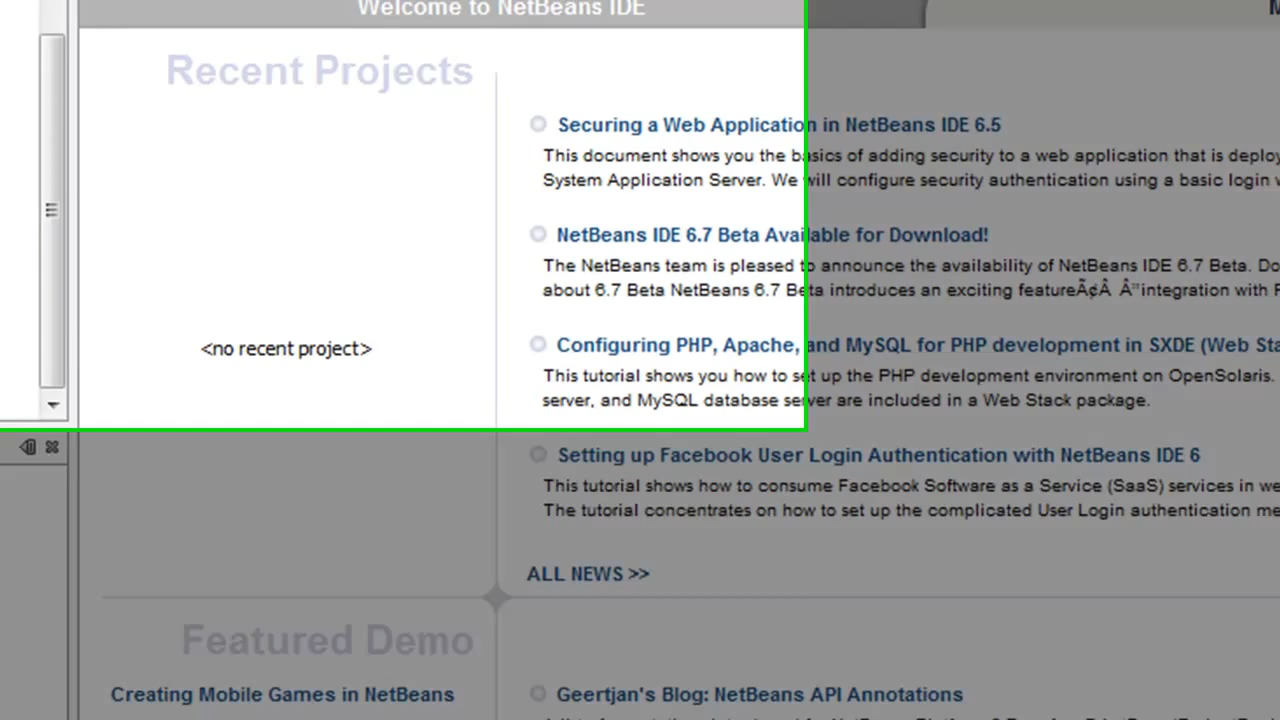 Welcome to NetBeans IDE
Recent Projects
<no recent project>
Securing a Web Application in NetBeans IDE 6.5
This document shows you the basics of adding security to a web application that is deploy
System Application Server. We will configure security authentication using a basic login w
NetBeans IDE 6.7 Beta Available for Download!
The NetBeans team is pleased to announce the availability of NetBeans IDE 6.7 Beta. Do
about 6.7 Beta NetBeans 6.7 Beta introduces an exciting featureÃ¢Â Â"integration with
Configuring PHP, Apache, and MySQL for PHP development in SXDE (Web Sta
This tutorial shows you how to set up the PHP development environment on OpenSolaris.
server, and MySQL database server are included in a Web Stack package.
Setting up Facebook User Login Authentication with NetBeans IDE 6
This tutorial shows how to consume Facebook Software as a Service (SaaS) services in we
The tutorial concentrates on how to set up the complicated User Login authentication me
ALL NEWS >>
Featured Demo
Creating Mobile Games in NetBeans
Geertjan's Blog: NetBeans API Annotations